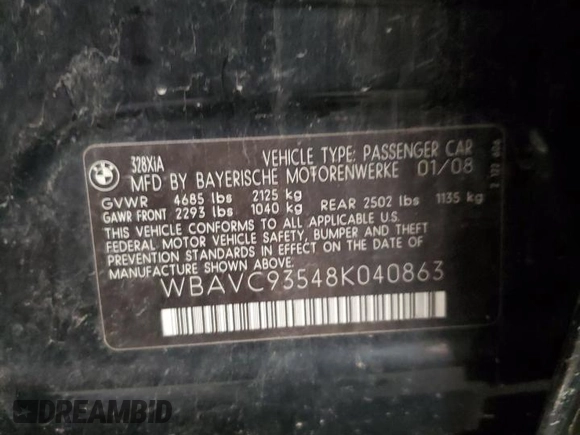 BMW
328XiA
VEHICLE TYPE: PASSENGER CAR
MFD BY BAYERISCHE MOTORENWERKE 01/08
GVWR 4685 lbs 2125 kg
GAWR FRONT 2293 lbs 1040 kg REAR 2502 lbs 1135 kg
THIS VEHICLE CONFORMS TO ALL APPLICABLE
FEDERAL MOTOR VEHICLE SAFETY, BUMPER AND THEFT
PREVENTION STANDARDS IN EFFECT ON THE DATE OF
MANUFACTURE SHOWN ABOVE.
WBAVC93548K040863
DREAMBID